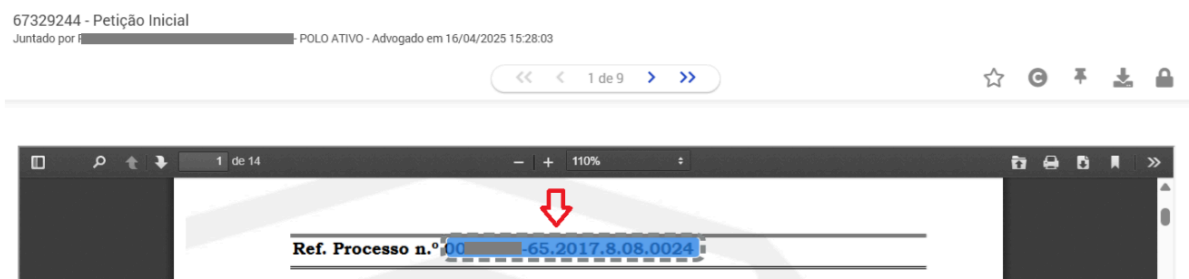 67329244 - Petição Inicial
Juntado por - POLO ATIVO - Advogado em 16/04/2025 15:28:03
1 de 9
1 de 14
110%
Ref. Processo n.º 00 -65.2017.8.08.0024